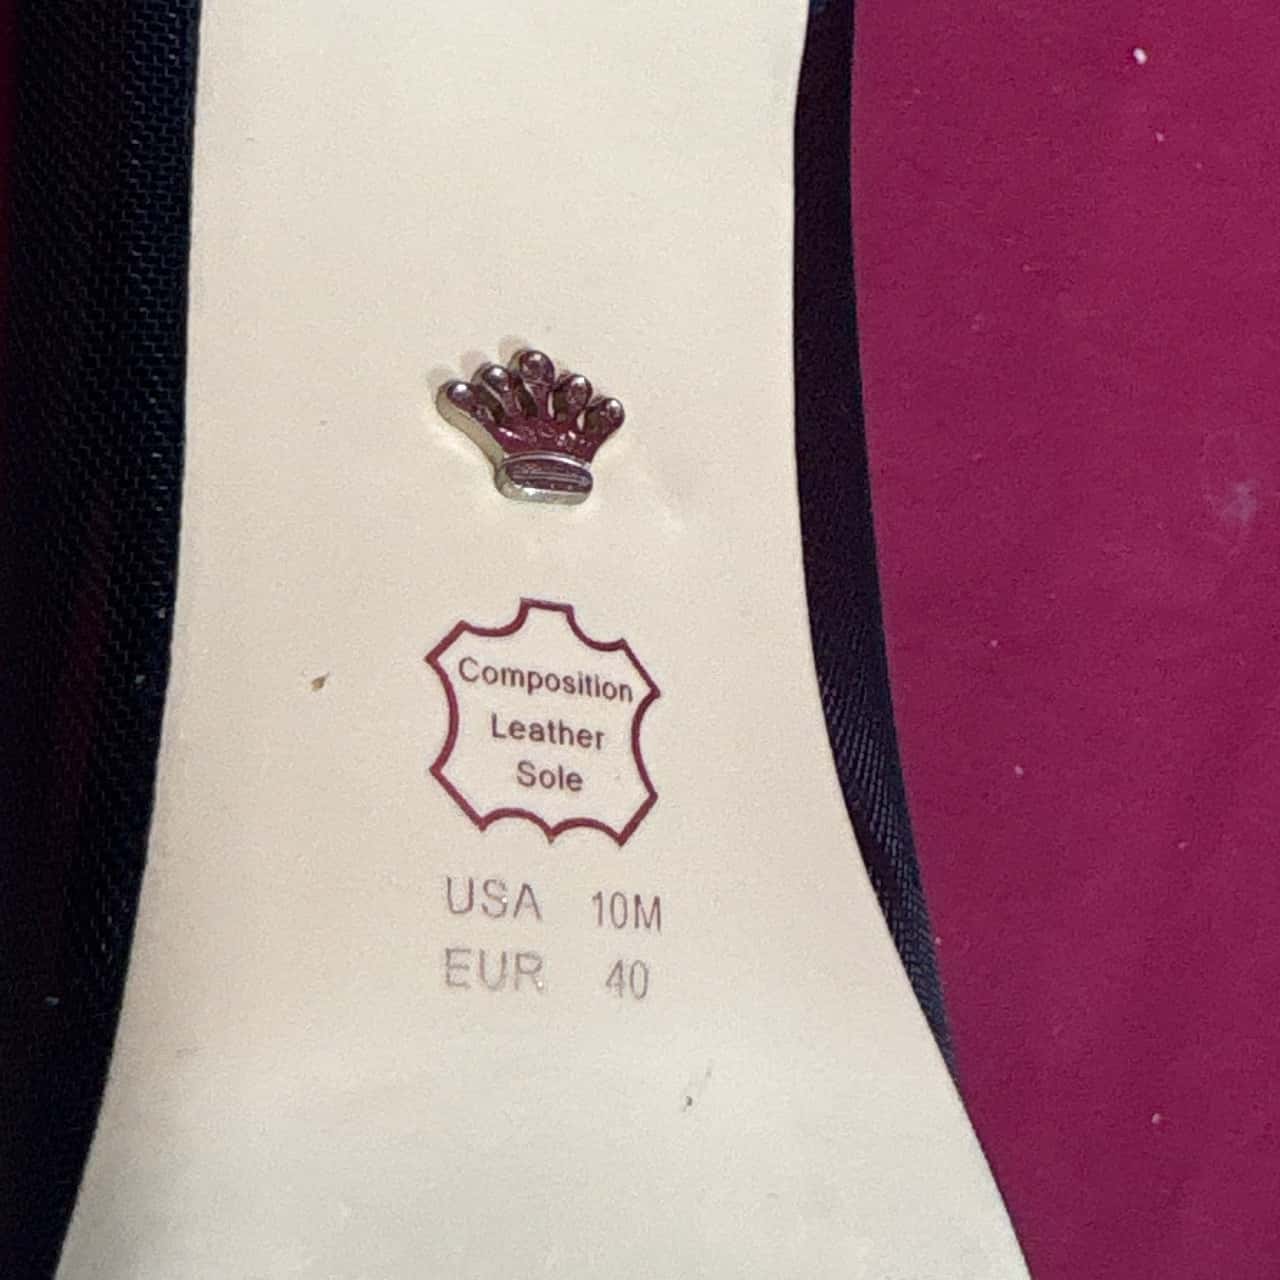 Composition
Leather
Sole
USA 10M
EUR 40